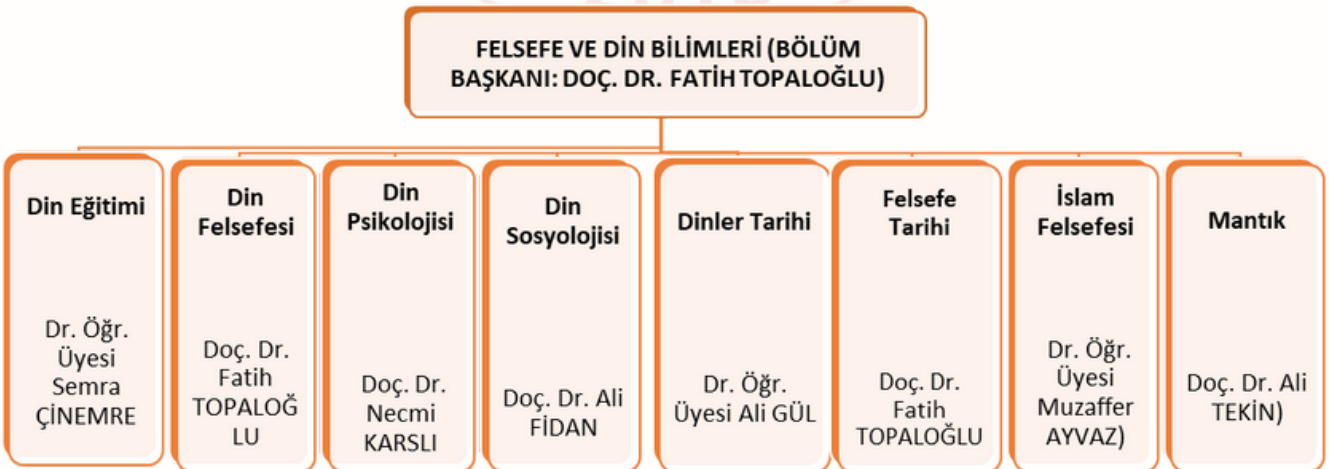 FELSEFE VE DİN BİLİMLERİ (BÖLÜM
BAŞKANI: DOÇ. DR. FATİH TOPALOĞLU)
Din Eğitimi
Dr. Öğr.
Üyesi
Semra
ÇİNEMRE
Din
Felsefesi
Doç. Dr.
Fatih
TOPALOĞ
LU
Din
Psikolojisi
Doç. Dr.
Necmi
KARSLI
Din
Sosyolojisi
Doç. Dr. Ali
FİDAN
Dinler Tarihi
Dr. Öğr.
Üyesi Ali GÜL
Felsefe
Tarihi
Doç. Dr.
Fatih
TOPALOĞLU
İslam
Felsefesi
Dr. Öğr.
Üyesi
Muzaffer
AYVAZ)
Mantık
Doç. Dr. Ali
TEKİN)